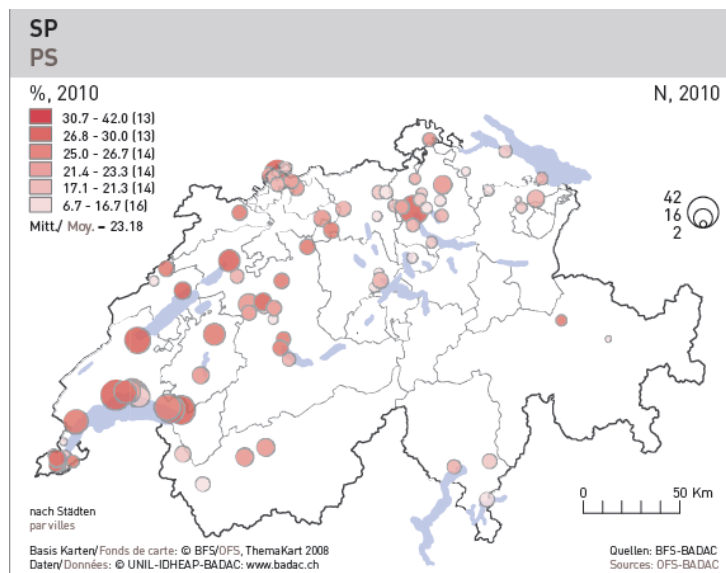 SP
PS
%, 2010
N, 2010
30.7 - 42.0 (13)
26.8 - 30.0 (13)
25.0 - 26.7 (14)
21.4 - 23.3 (14)
17.1 - 21.3 (14)
6.7 - 16.7 (16)
Mitt./ Moy. = 23.18
42
16
2
nach Städten
par villes
0 50 Km
Basis Karten/Fonds de carte: © BFS/OFS, ThemaKart 2008
Daten/Données: © UNIL-IDHEAP-BADAC: www.badac.ch
Quellen: BFS-BADAC
Sources: OFS-BADAC